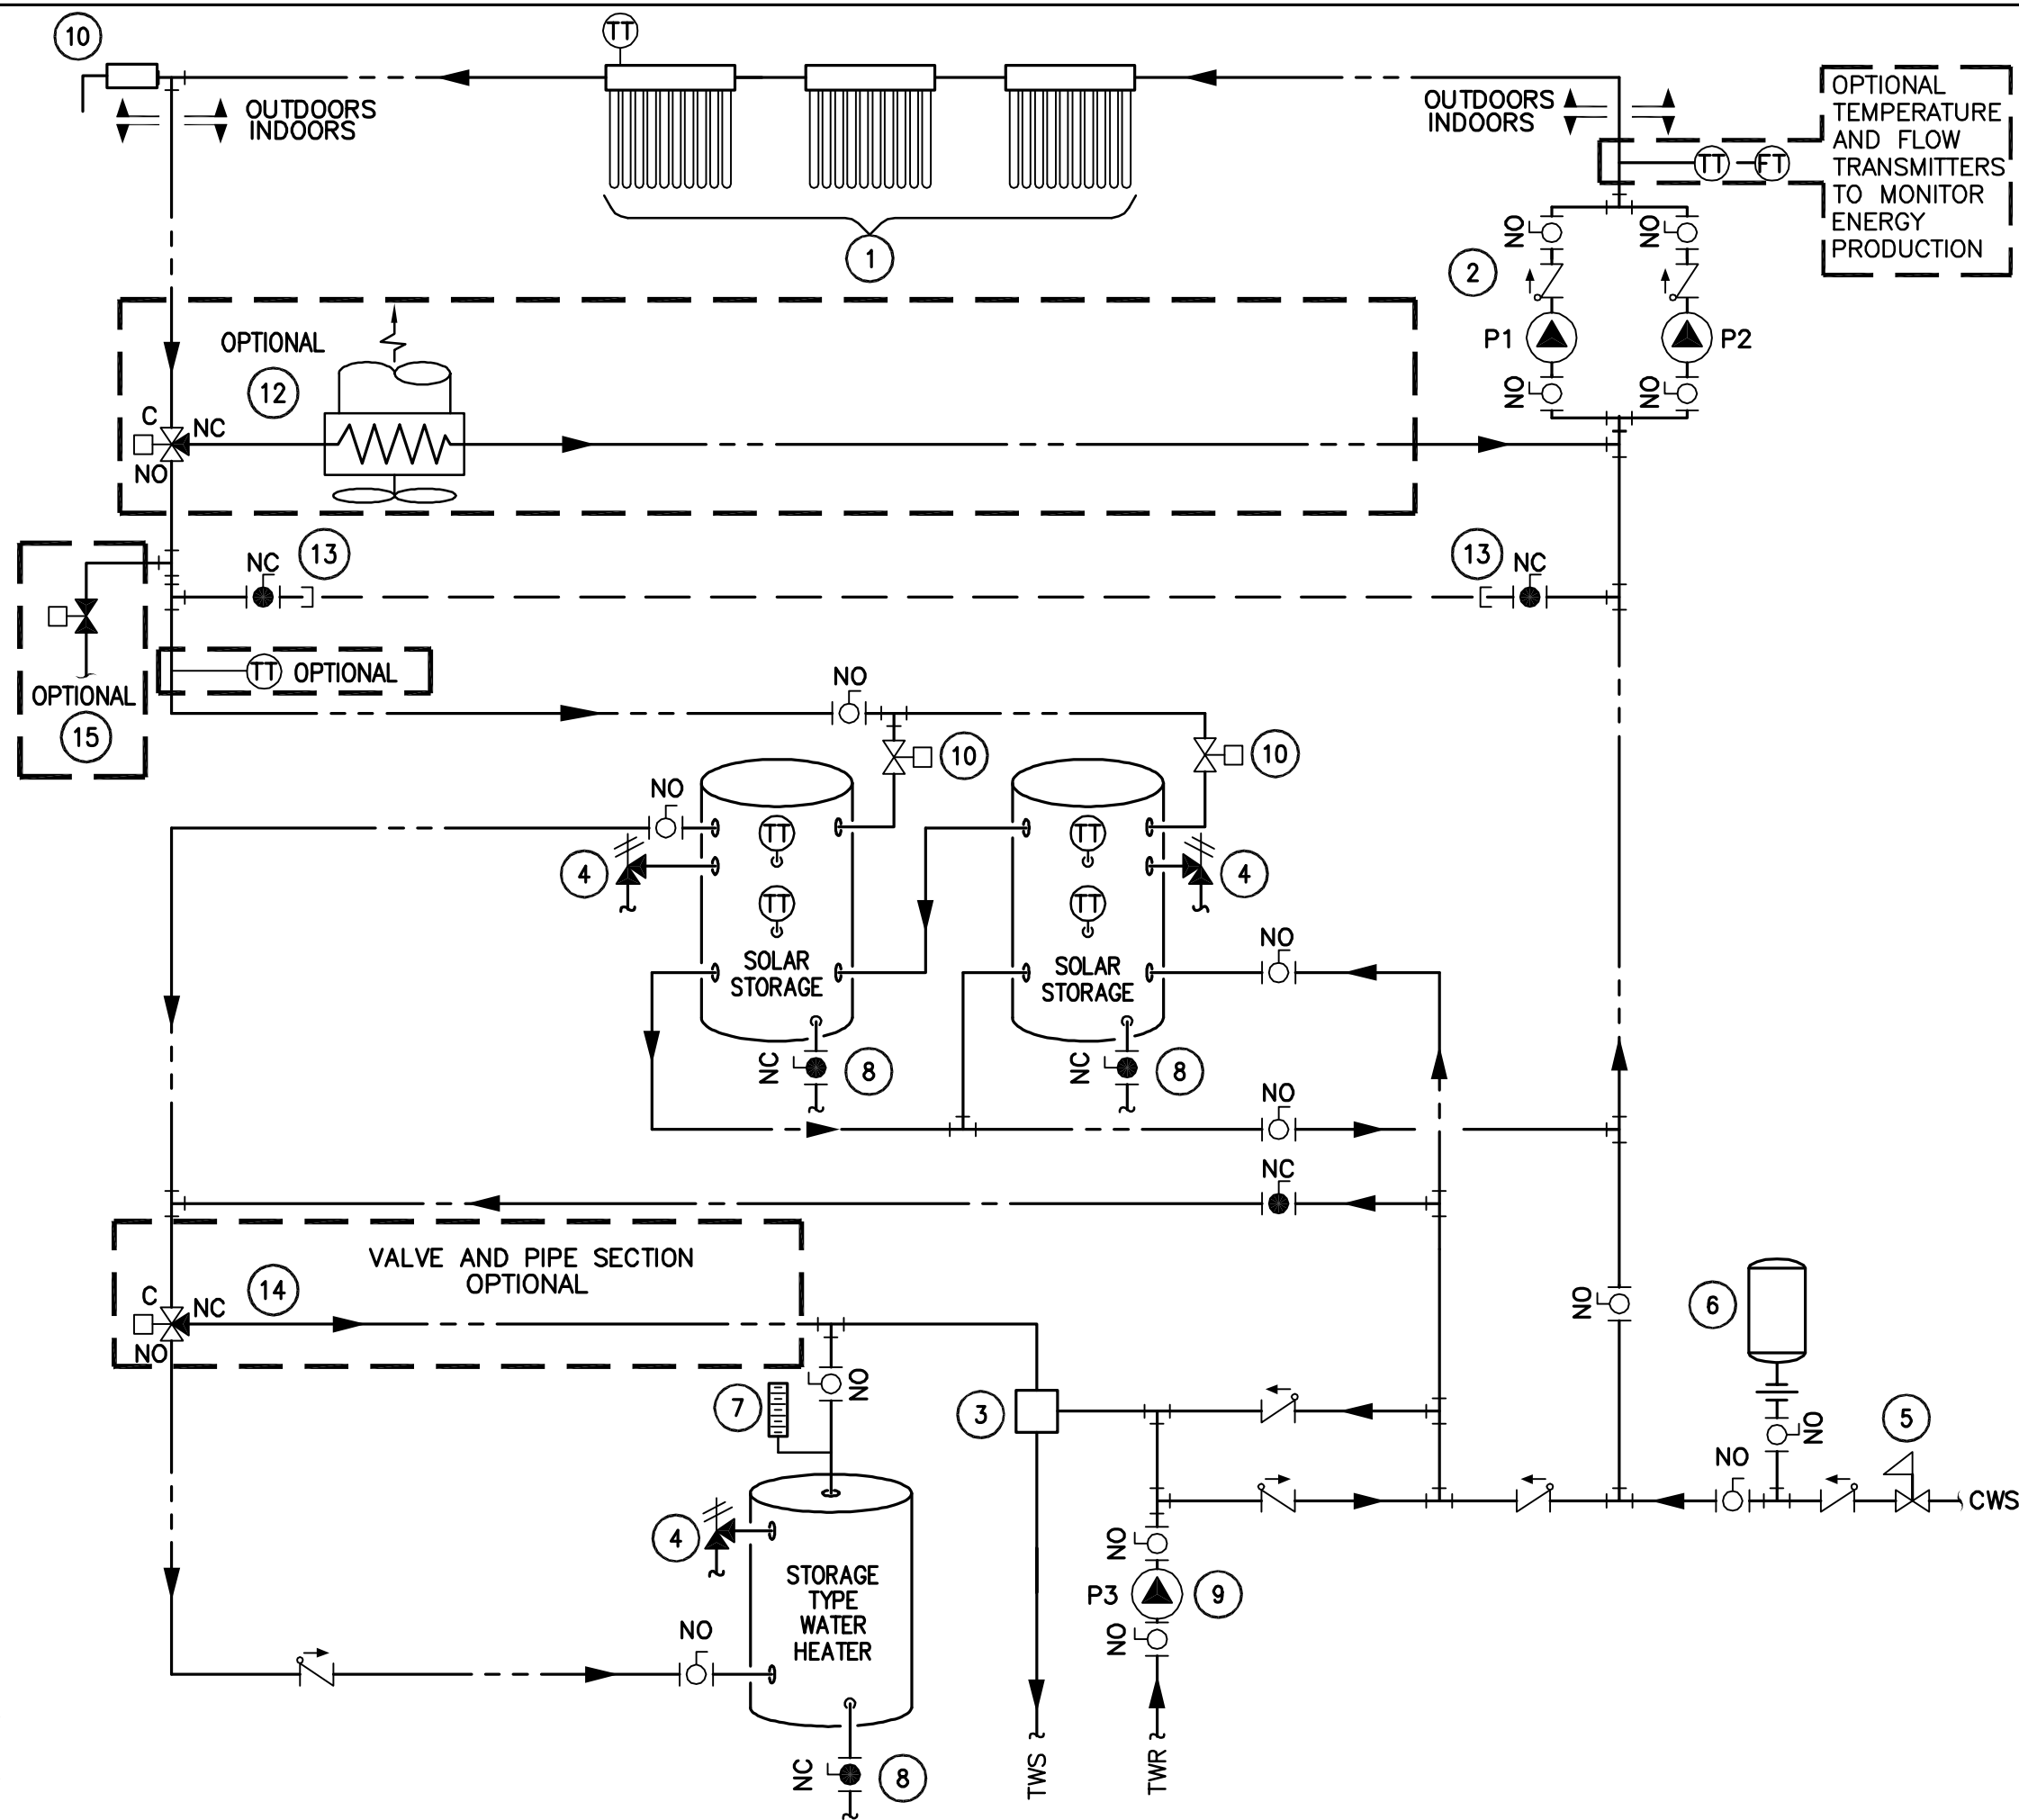 10
TT
OUTDOORS
INDOORS
OUTDOORS
INDOORS
OPTIONAL
TEMPERATURE
AND FLOW
TRANSMITTERS
TO MONITOR
ENERGY
PRODUCTION
TT
FT
1
NO
NO
2
P1
P2
NO
NO
OPTIONAL
12
C
NC
NO
13
NC
13
NC
TT
OPTIONAL
OPTIONAL
15
NO
10
10
NO
TT
TT
4
4
TT
TT
NO
SOLAR
STORAGE
SOLAR
STORAGE
NC
8
NC
8
NO
NC
VALVE AND PIPE SECTION
OPTIONAL
14
C
NC
NO
NO
6
NO
7
3
5
NO
NO
CWS
4
NO
STORAGE
TYPE
WATER
HEATER
P3
9
NO
NO
TWS
TWR
NC
8